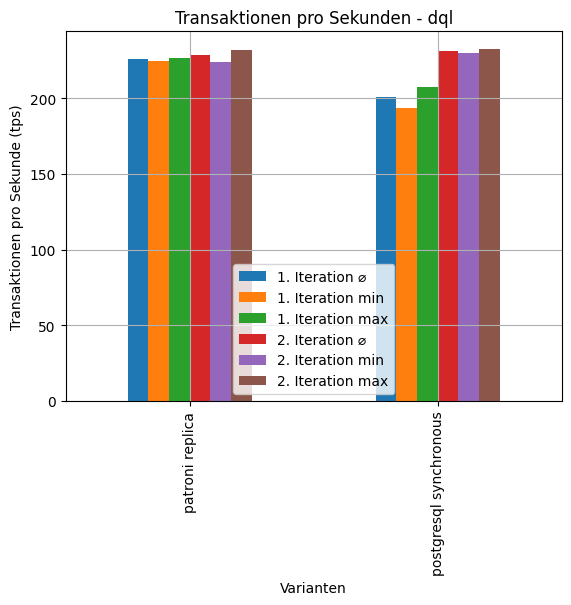 Transaktionen pro Sekunden - dql
Transaktionen pro Sekunde (tps)
200
150
100
50
0
1. Iteration ⌀
1. Iteration min
1. Iteration max
2. Iteration ⌀
2. Iteration min
2. Iteration max
patroni replica
postgresql synchronous
Varianten